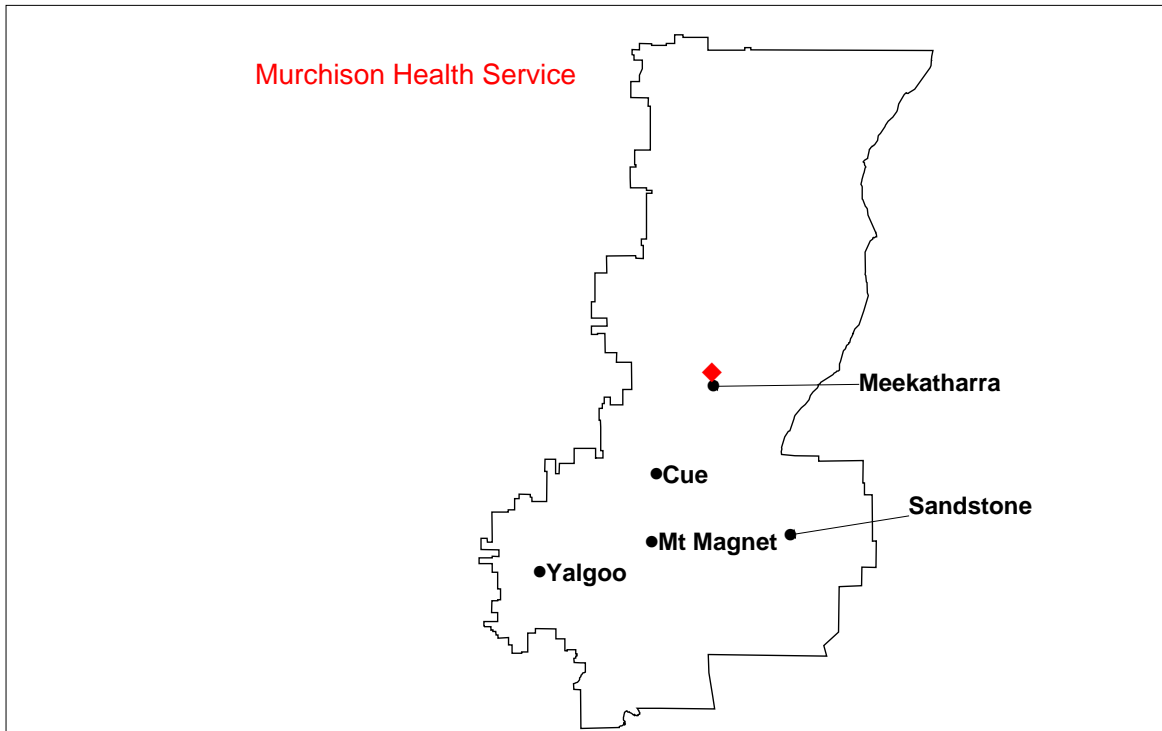 Murchison Health Service
Meekatharra
Cue
Sandstone
Mt Magnet
Yalgoo